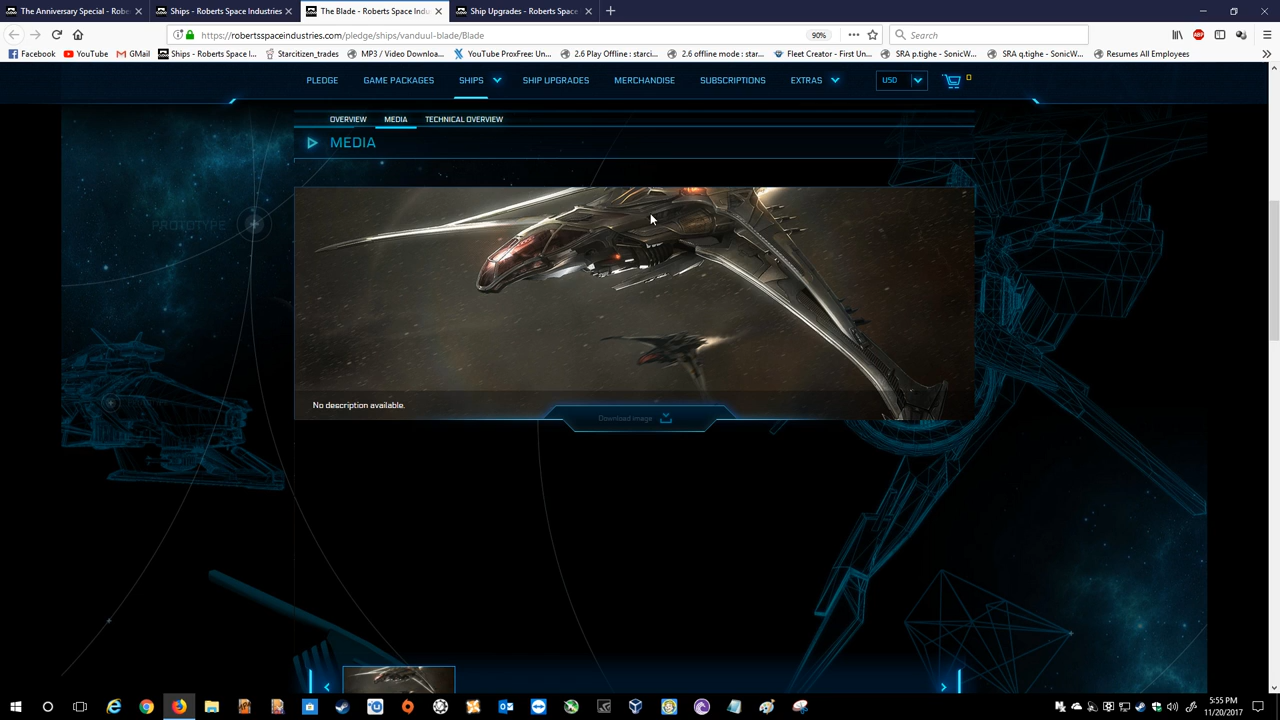 The Anniversary Special - Rober
Ships - Roberts Space Industries
The Blade - Roberts Space Indu
Ship Upgrades - Roberts Space
https://robertsspaceindustries.com/pledge/ships/vanduul-blade/Blade
90%
Search
Facebook
YouTube
GMail
Ships - Roberts Space I...
Starcitizen_trades
MP3 / Video Downloa...
YouTube ProxFree: Un...
2.6 Play Offline : starci...
2.6 offline mode : star...
Fleet Creator - First Un...
SRA p.tighe - SonicW...
SRA q.tighe - SonicW...
Resumes All Employees
PLEDGE
GAME PACKAGES
SHIPS
SHIP UPGRADES
MERCHANDISE
SUBSCRIPTIONS
EXTRAS
USD
0
OVERVIEW
MEDIA
TECHNICAL OVERVIEW
MEDIA
PROTOTYPE
No description available.
Download image
5:55 PM
11/20/2017